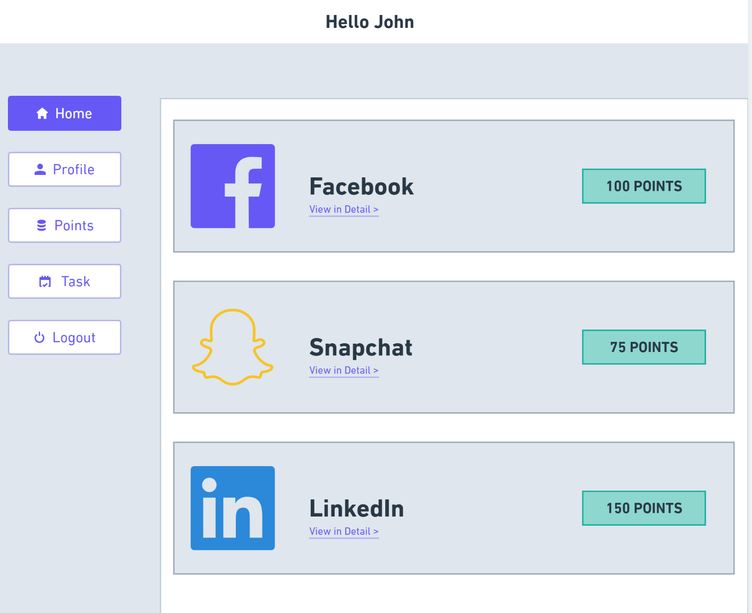 Hello John
Home
Profile
Points
Task
Logout
Facebook
View in Detail >
100 POINTS
Snapchat
View in Detail >
75 POINTS
in
LinkedIn
View in Detail >
150 POINTS